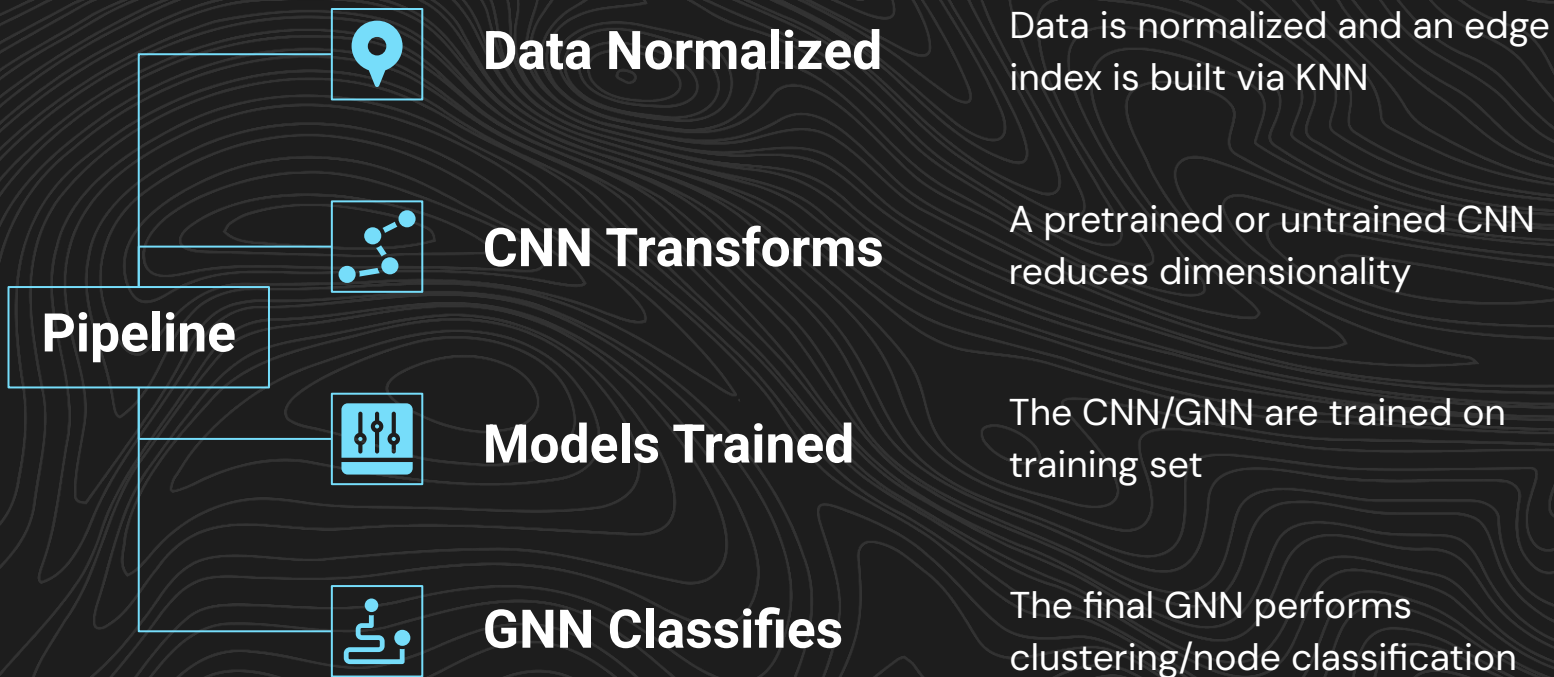 Pipeline
Data Normalized
Data is normalized and an edge
index is built via KNN
CNN Transforms
A pretrained or untrained CNN
reduces dimensionality
Models Trained
The CNN/GNN are trained on
training set
GNN Classifies
The final GNN performs
clustering/node classification